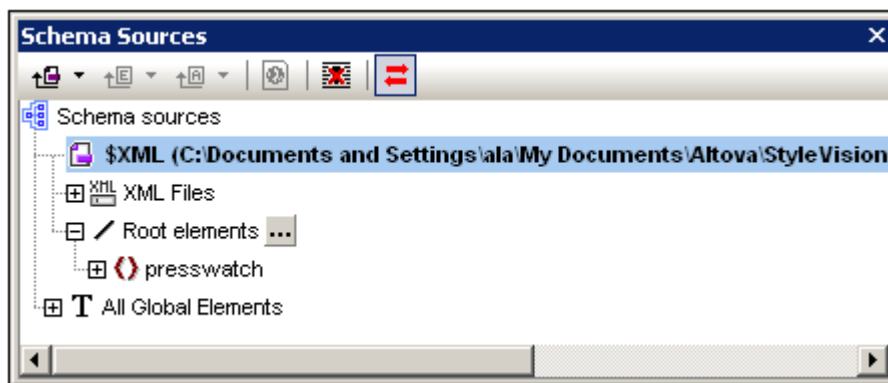 Schema Sources
E
A
Schema sources
$XML (C:\Documents and Settings\ala\My Documents\Altova\StyleVision
XML XML Files
Root elements ...
presswatch
T All Global Elements